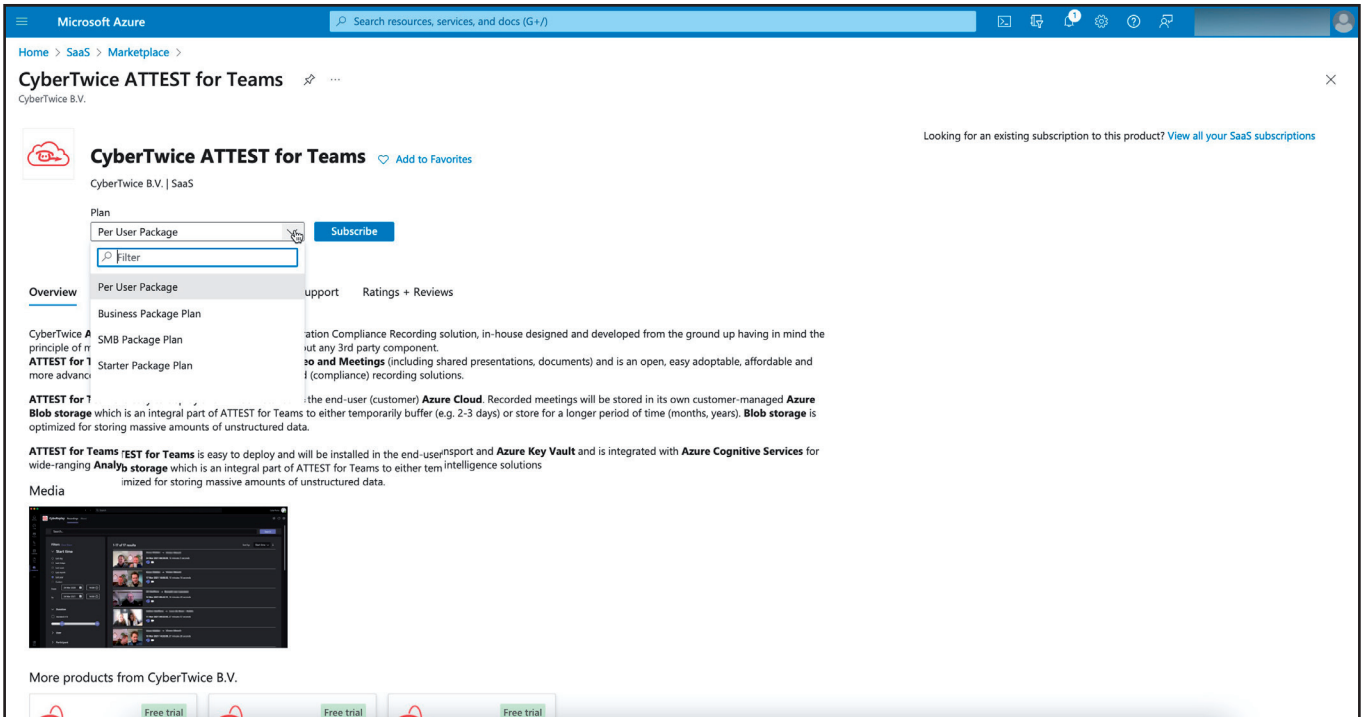 Microsoft Azure
Search resources, services, and docs (G+/)
1
Home > SaaS > Marketplace >
CyberTwice ATTEST for Teams
CyberTwice B.V.
Looking for an existing subscription to this product? View all your SaaS subscriptions
CyberTwice ATTEST for Teams
Add to Favorites
CyberTwice B.V. | SaaS
Plan
Per User Package
Subscribe
Filter
Per User Package
Business Package Plan
SMB Package Plan
Starter Package Plan
Overview
upport
Ratings + Reviews
CyberTwice A
ration Compliance Recording solution, in-house designed and developed from the ground up having in mind the
principle of m
out any 3rd party component.
ATTEST for T
eo and Meetings (including shared presentations, documents) and is an open, easy adoptable, affordable and
more advanc
d (compliance) recording solutions.
ATTEST for T
the end-user (customer) Azure Cloud. Recorded meetings will be stored in its own customer-managed Azure
Blob storage which is an integral part of ATTEST for Teams to either temporarily buffer (e.g. 2-3 days) or store for a longer period of time (months, years). Blob storage is
optimized for storing massive amounts of unstructured data.
ATTEST for Teams
EST for Teams is easy to deploy and will be installed in the end-user
nsport and Azure Key Vault and is integrated with Azure Cognitive Services for
wide-ranging Analy
b storage which is an integral part of ATTEST for Teams to either tem
intelligence solutions
imized for storing massive amounts of unstructured data.
Media
More products from CyberTwice B.V.
Free trial
Free trial
Free trial